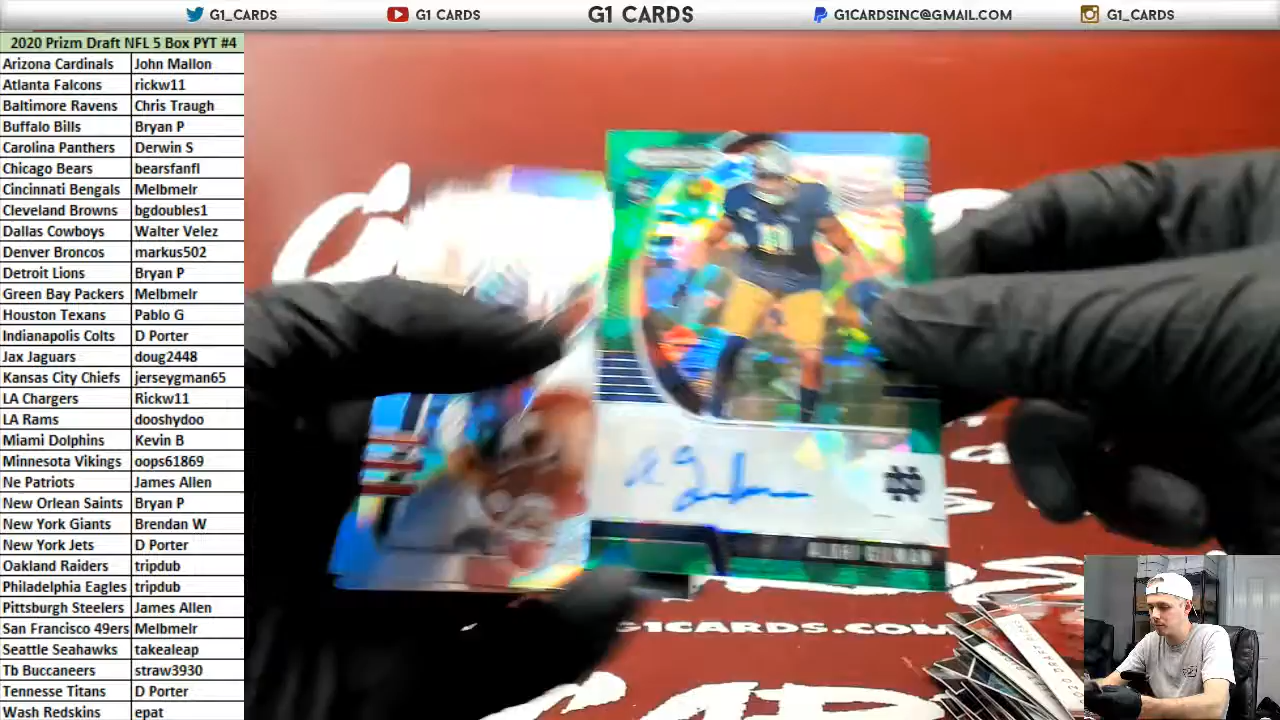 G1_CARDS G1 CARDS G1 CARDS G1CARDSINC@GMAIL.COM G1_CARDS
2020 Prizm Draft NFL 5 Box PYT #4
Arizona Cardinals John Mallon
Atlanta Falcons rickw11
Baltimore Ravens Chris Traugh
Buffalo Bills Bryan P
Carolina Panthers Derwin S
Chicago Bears bearsfanfl
Cincinnati Bengals Melbmelr
Cleveland Browns bgdoubles1
Dallas Cowboys Walter Velez
Denver Broncos markus502
Detroit Lions Bryan P
Green Bay Packers Melbmelr
Houston Texans Pablo G
Indianapolis Colts D Porter
Jax Jaguars doug2448
Kansas City Chiefs jerseygman65
LA Chargers Rickw11
LA Rams dooshydoo
Miami Dolphins Kevin B
Minnesota Vikings oops61869
Ne Patriots James Allen
New Orlean Saints Bryan P
New York Giants Brendan W
New York Jets D Porter
Oakland Raiders tripdub
Philadelphia Eagles tripdub
Pittsburgh Steelers James Allen
San Francisco 49ers Melbmelr
Seattle Seahawks takealeap
Tb Buccaneers straw3930
Tennesse Titans D Porter
Wash Redskins epat
ALOHI GILMAN
G1CARDS.COM